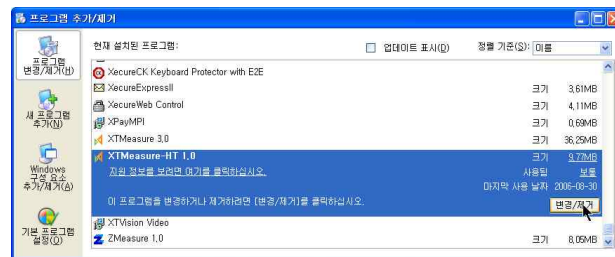 프로그램 추가/제거
현재 설치된 프로그램: 업데이트 표시(D) 정렬 기준(S): 이름
프로그램
변경/제거(H)
새 프로그램
추가(N)
Windows
구성 요소
추가/제거(A)
기본 프로그램
설정(O)
XecureCK Keyboard Protector with E2E
XecureExpressII 크기 3,61MB
XecureWeb Control 크기 4,11MB
XPayMPI 크기 0,69MB
XTMeasure 3,0 크기 36,25MB
XTMeasure-HT 1,0 크기 9,77MB
지원 정보를 보려면 여기를 클릭하십시오. 사용됨 보통
마지막 사용 날짜 2006-08-30
이 프로그램을 변경하거나 제거하려면 [변경/제거]를 클릭하십시오. 변경/제거
XTVision Video
ZMeasure 1,0 크기 8,05MB